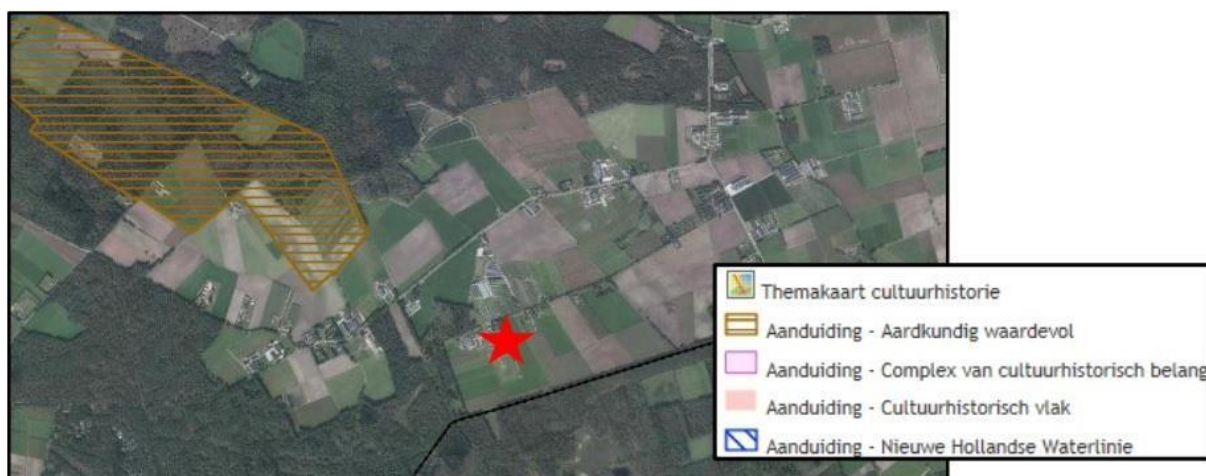 Themakaart cultuurhistorie
Aanduiding - Aardkundig waardevol
Aanduiding - Complex van cultuurhistorisch belang
Aanduiding - Cultuurhistorisch vlak
Aanduiding - Nieuwe Hollandse Waterlinie